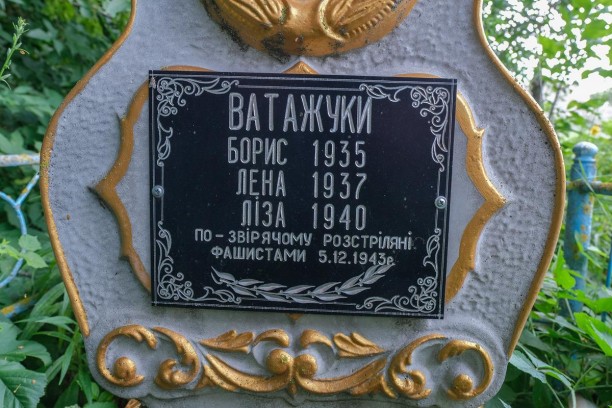 ВАТАЖУКИ
БОРИС 1935
ЛЕНА 1937
ЛІЗА 1940
ПО-ЗВІРЯЧОМУ РОЗСТРІЛЯНІ
ФАШИСТАМИ 5.12.1943р.